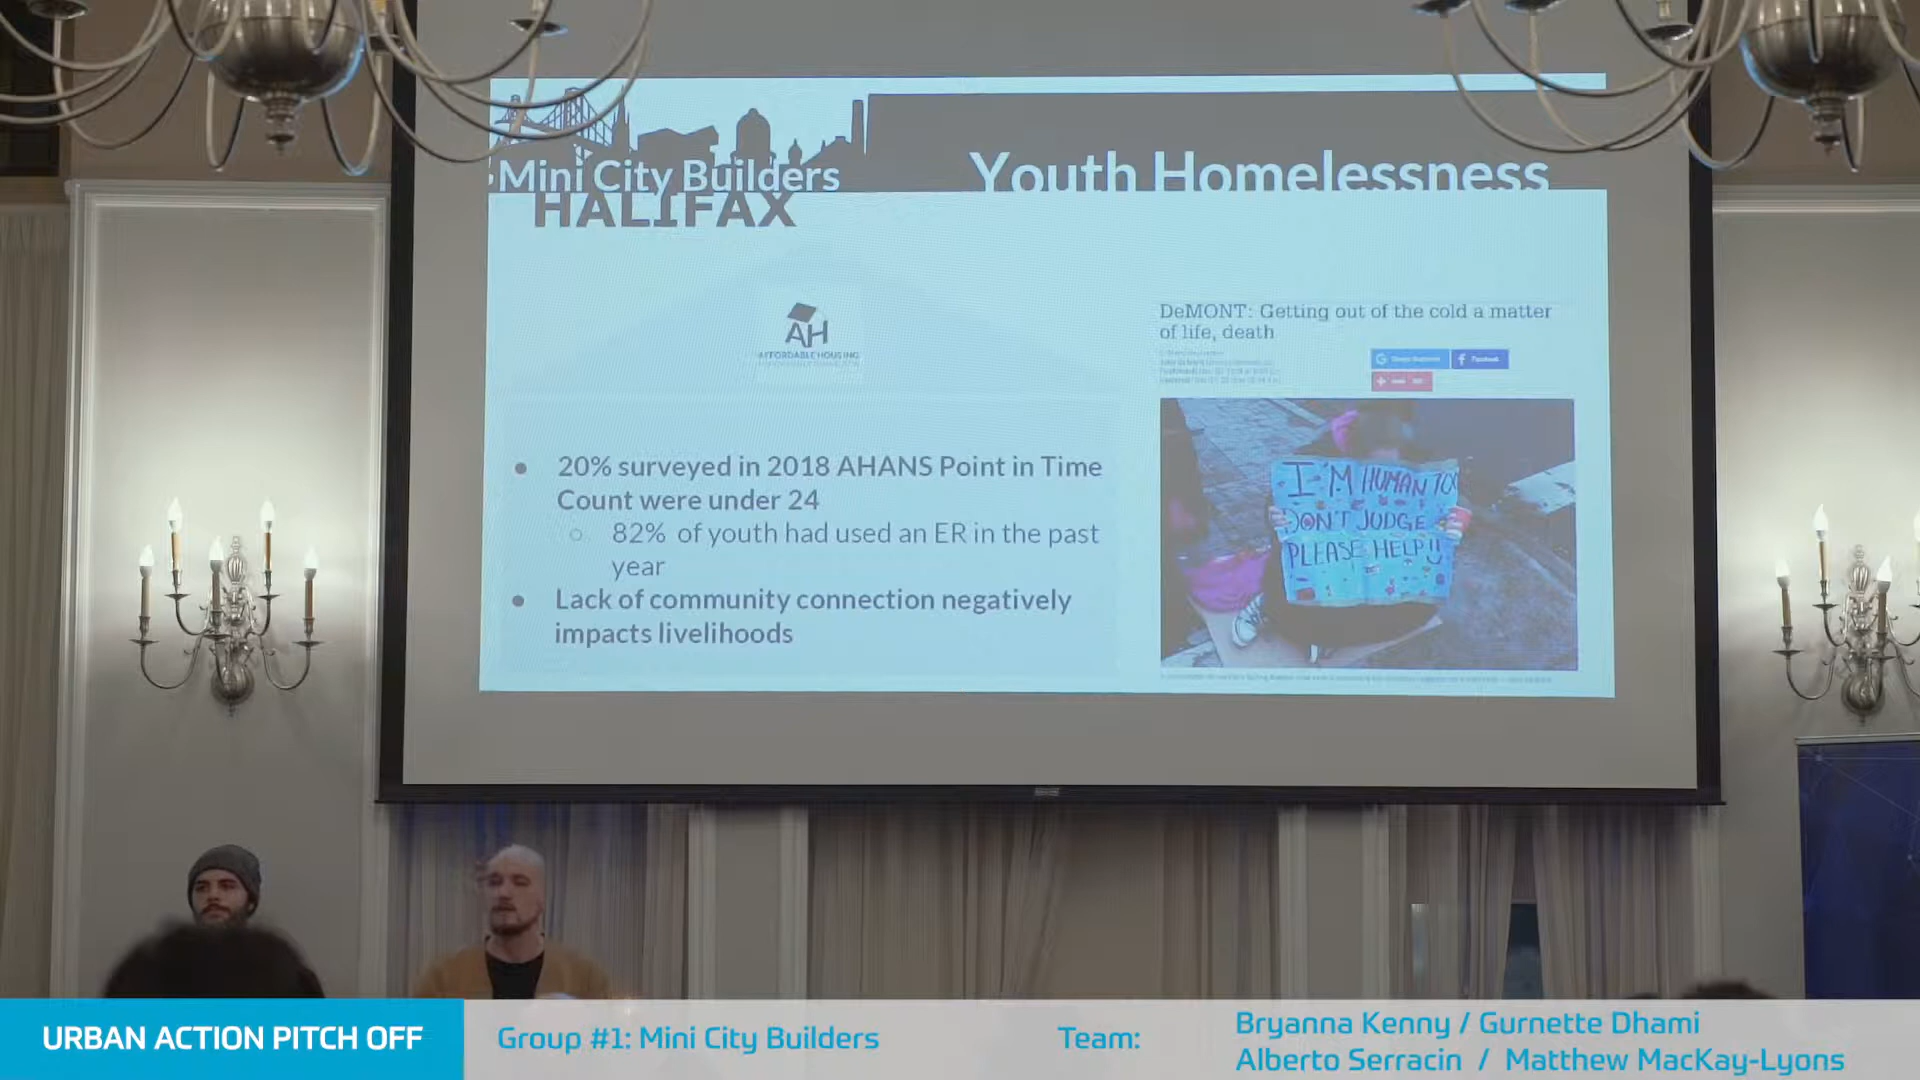 Mini City Builders
HALIFAX
Youth Homelessness
AH
AFFORDABLE HOUSING
DeMONT: Getting out of the cold a matter
of life, death
Facebook
I'M HUMAN TOO
DON'T JUDGE
PLEASE HELP!!
• 20% surveyed in 2018 AHANS Point in Time
Count were under 24
○ 82% of youth had used an ER in the past
year
• Lack of community connection negatively
impacts livelihoods
URBAN ACTION PITCH OFF
Group #1: Mini City Builders
Team:
Bryanna Kenny / Gurnette Dhami
Alberto Serracin / Matthew MacKay-Lyons